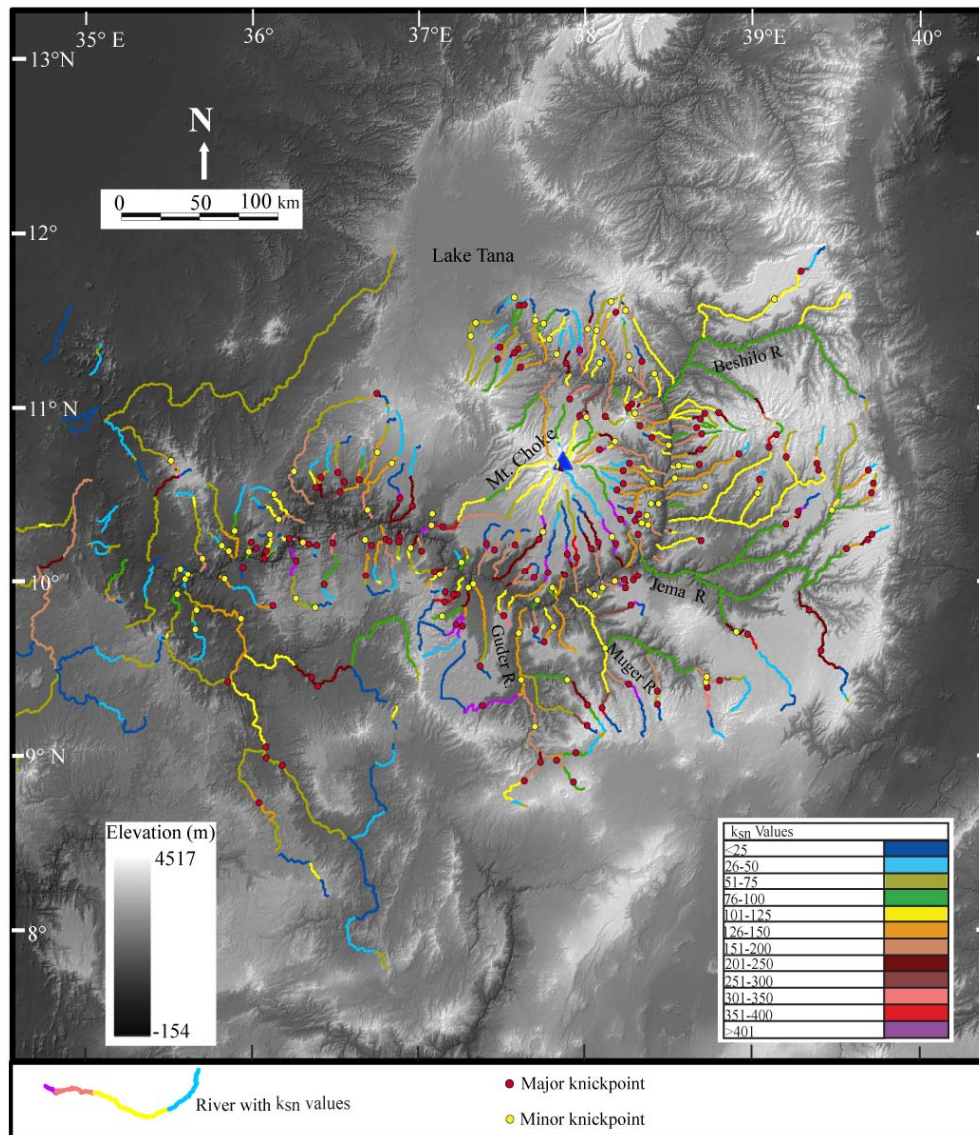 35° E 36° 37° E 38° E 39° E 40°
13° N
N
0 50 100 km
12°
Lake Tana
Beshilo R
11° N
Mt. Choke
10°
Jema R
Guder R.
Muger R
9° N
Elevation (m)
4517
-154
8°
ksn Values
<25
26-50
51-75
76-100
101-125
126-150
151-200
201-250
251-300
301-350
351-400
>401
River with ksn values
Major knickpoint
Minor knickpoint